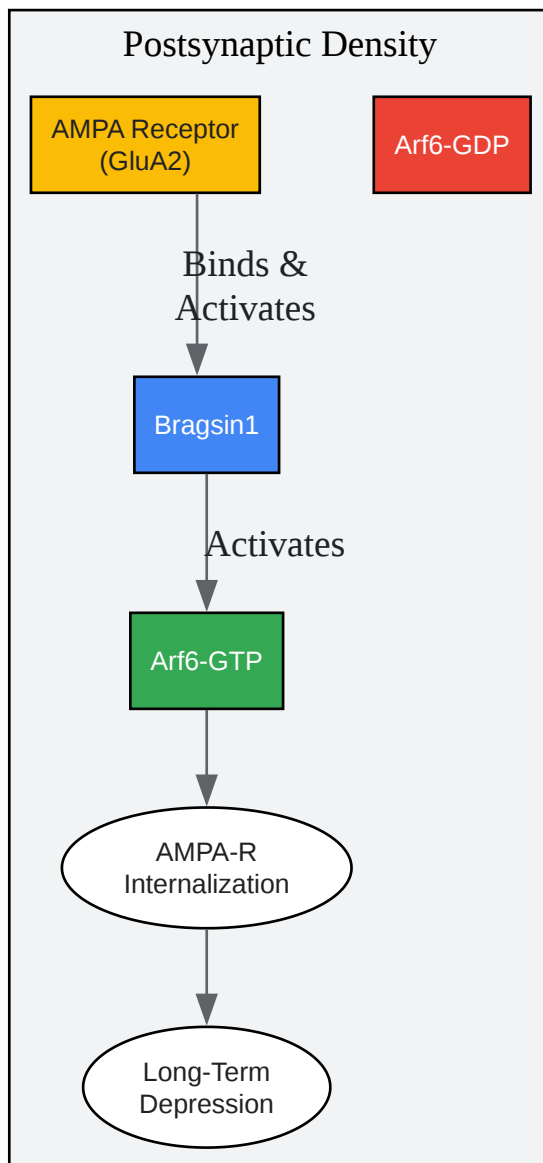 Postsynaptic Density
AMPA Receptor
(GluA2)
Arf6-GDP
Binds &
Activates
Bragsin1
Activates
Arf6-GTP
AMPA-R
Internalization
Long-Term
Depression